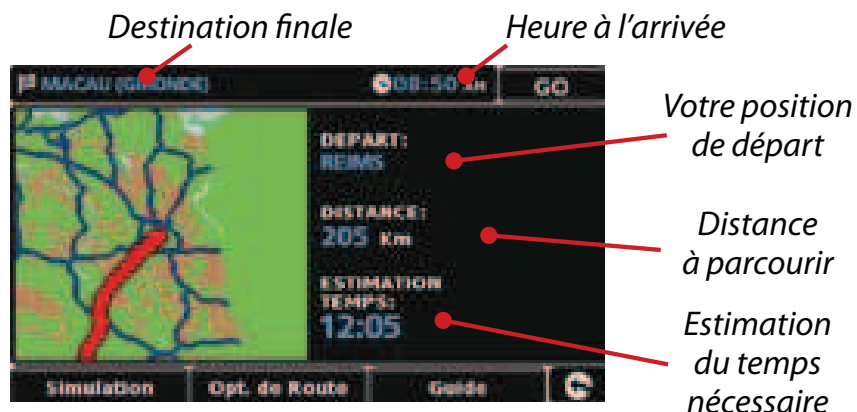 Destination finale
Heure à l'arrivée
MACAU (GIRONDE)
08:50 AM
GO
Votre position
de départ
DEPART:
REIMS
DISTANCE:
205 Km
Distance
à parcourir
ESTIMATION
TEMPS:
12:05
Estimation
du temps
nécessaire
Simulation
Opt. de Route
Guide